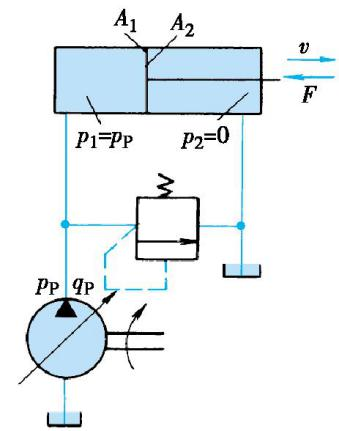 A₁ A₂
v
F
p₁=pP p₂=0
pP qP